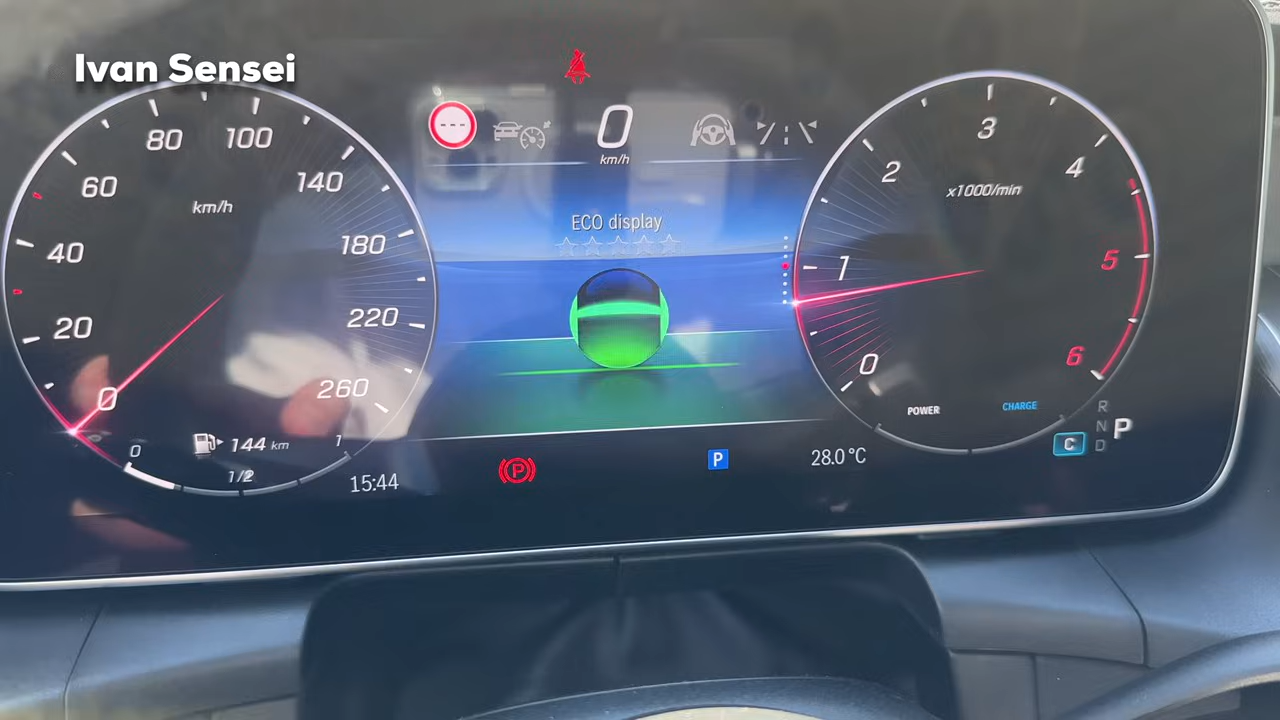 Ivan Sensei
0
km/h
80
100
60
140
km/h
40
180
20
220
0
260
144 km
0
1/2
1
15:44
ECO display
P
P
28.0°C
3
2
4
x1000/min
1
5
0
6
POWER
CHARGE
R
N
D
P
C